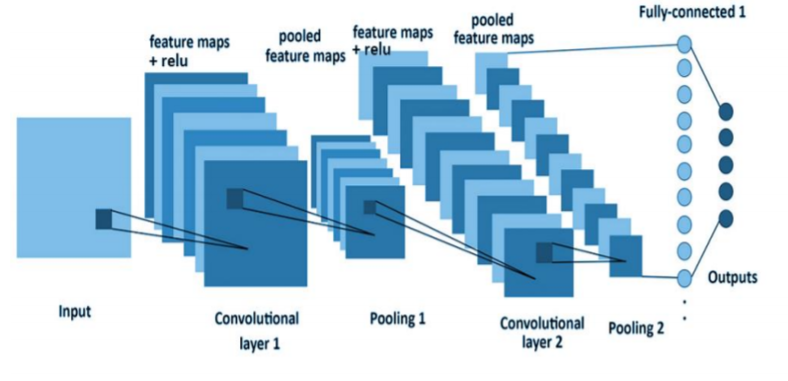 Fully-connected 1
pooled
feature maps
feature maps
+ relu
pooled
feature maps
feature maps
+ relu
Input
Convolutional
layer 1
Pooling 1
Convolutional
layer 2
Pooling 2
Outputs